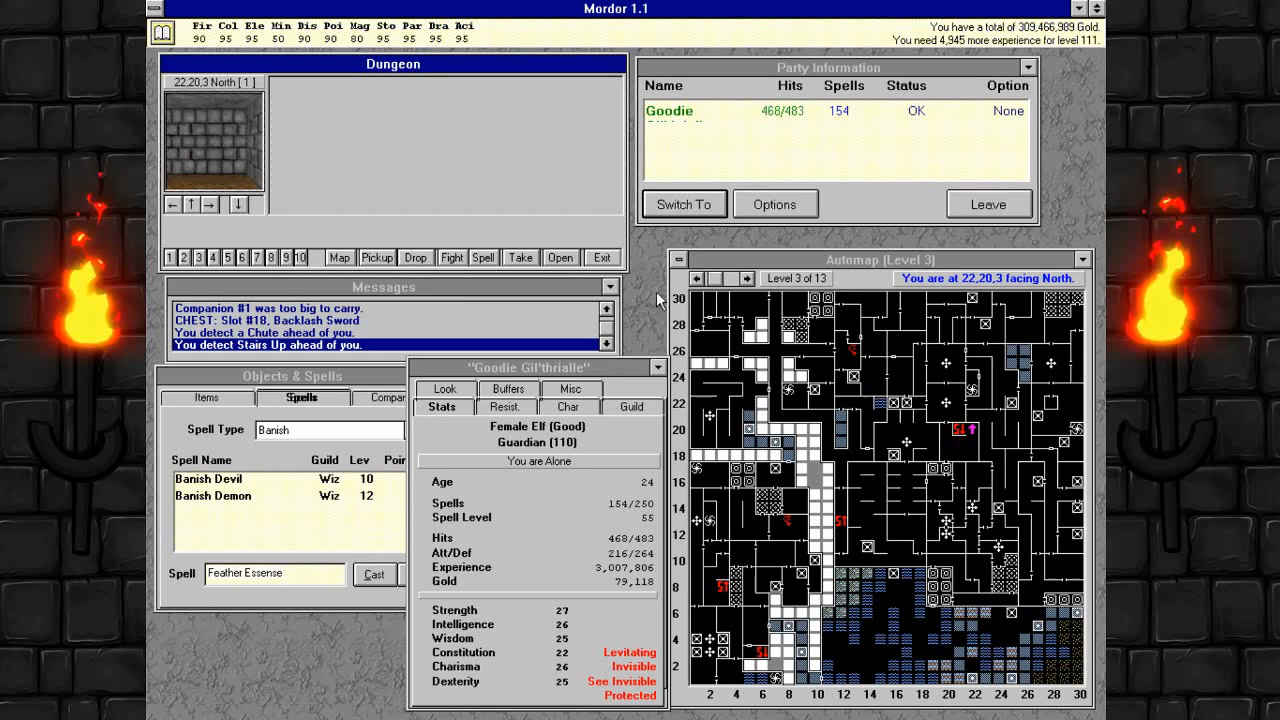 Mordor 1.1
Fir Col Ele Min Dis Poi Mag Sto Par Dra Aci
90 95 95 50 90 90 80 95 95 95 95
You have a total of 309,466,989 Gold.
You need 4,945 more experience for level 111.
Dungeon
22,20,3 North [ 1 ]
1 2 3 4 5 6 7 8 9 10 Map Pickup Drop Fight Spell Take Open Exit
Party Information
Name Hits Spells Status Option
Goodie 468/483 154 OK None
Switch To Options Leave
Messages
Companion #1 was too big to carry.
CHEST: Slot #18, Backlash Sword
You detect a Chute ahead of you.
You detect Stairs Up ahead of you.
Automap (Level 3)
Level 3 of 13 You are at 22,20,3 facing North.
30
28
26
24
22
20
18
16
14
12
10
8
6
4
2
2 4 6 8 10 12 14 16 18 20 22 24 26 28 30
Objects & Spells
Items Spells Compar
Spell Type Banish
Spell Name Guild Lev Poir
Banish Devil Wiz 10
Banish Demon Wiz 12
Spell Feather Essense Cast
"Goodie Gil'thrialle"
Look Buffers Misc
Stats Resist. Char Guild
Female Elf (Good)
Guardian (110)
You are Alone
Age 24
Spells 154/250
Spell Level 55
Hits 468/483
Att/Def 216/264
Experience 3,007,806
Gold 79,118
Strength 27
Intelligence 26
Wisdom 25
Constitution 22 Levitating
Charisma 26 Invisible
Dexterity 25 See Invisible
Protected